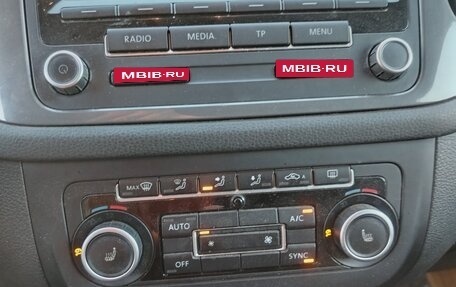 RADIO MEDIA TP MENU
MBIB-RU MBIB-RU
MAX A
AUTO A/C
OFF SYNC